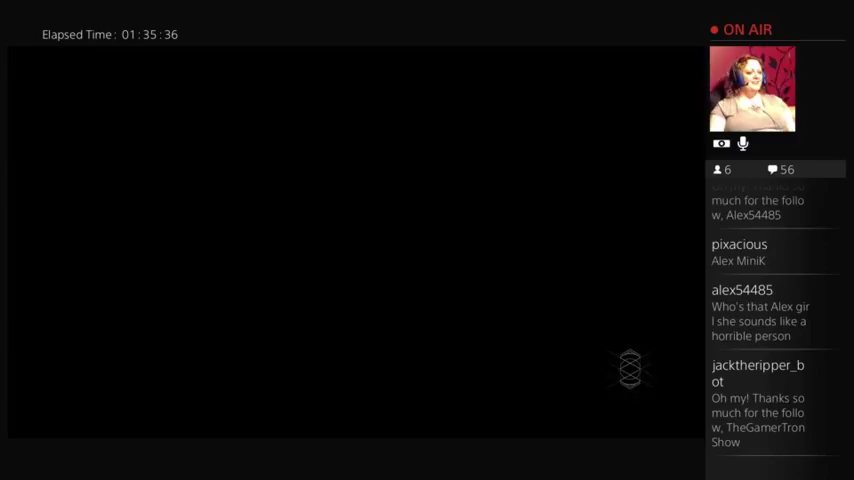 Elapsed Time: 01:35:36
ON AIR
6
56
much for the follo
w, Alex54485
pixacious
Alex MiniK
alex54485
Who's that Alex gir
l she sounds like a
horrible person
jacktheripper_b
ot
Oh my! Thanks so
much for the follo
w, TheGamerTron
Show